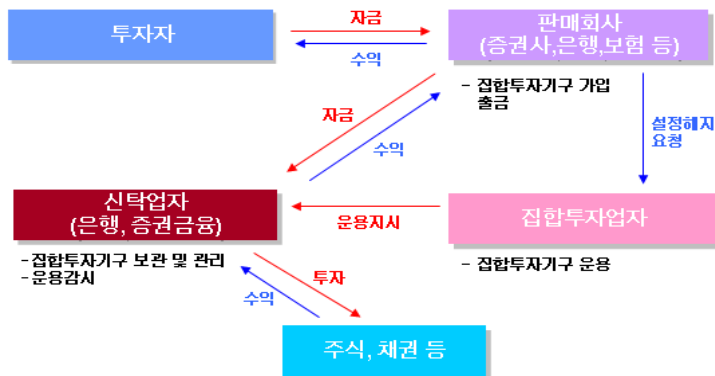 투자자
자금
수익
판매회사
(증권사,은행,보험 등)
- 집합투자기구 가입
출금
자금
수익
설정해지
요청
신탁업자
(은행, 증권금융)
-집합투자기구 보관 및 관리
-운용감시
운용지시
집합투자업자
- 집합투자기구 운용
투자
수익
주식, 채권 등